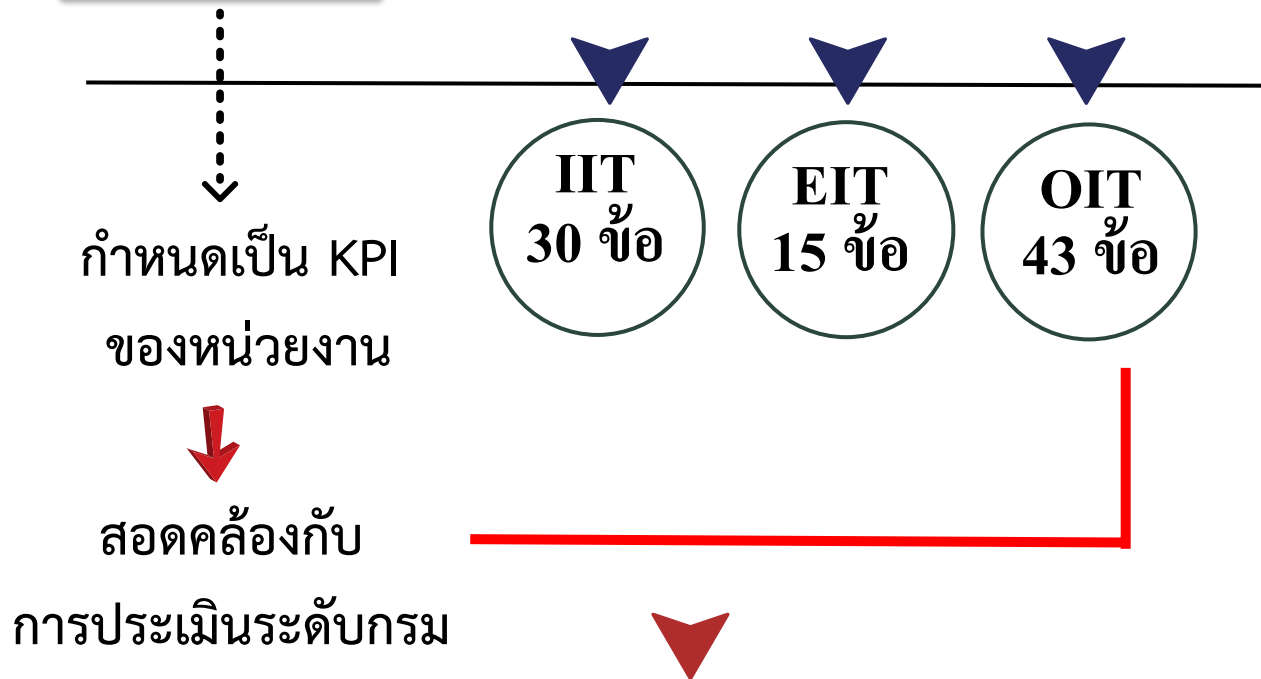 IIT
30 ข้อ
EIT
15 ข้อ
OIT
43 ข้อ
กำหนดเป็น KPI
ของหน่วยงาน
สอดคล้องกับ
การประเมินระดับกรม